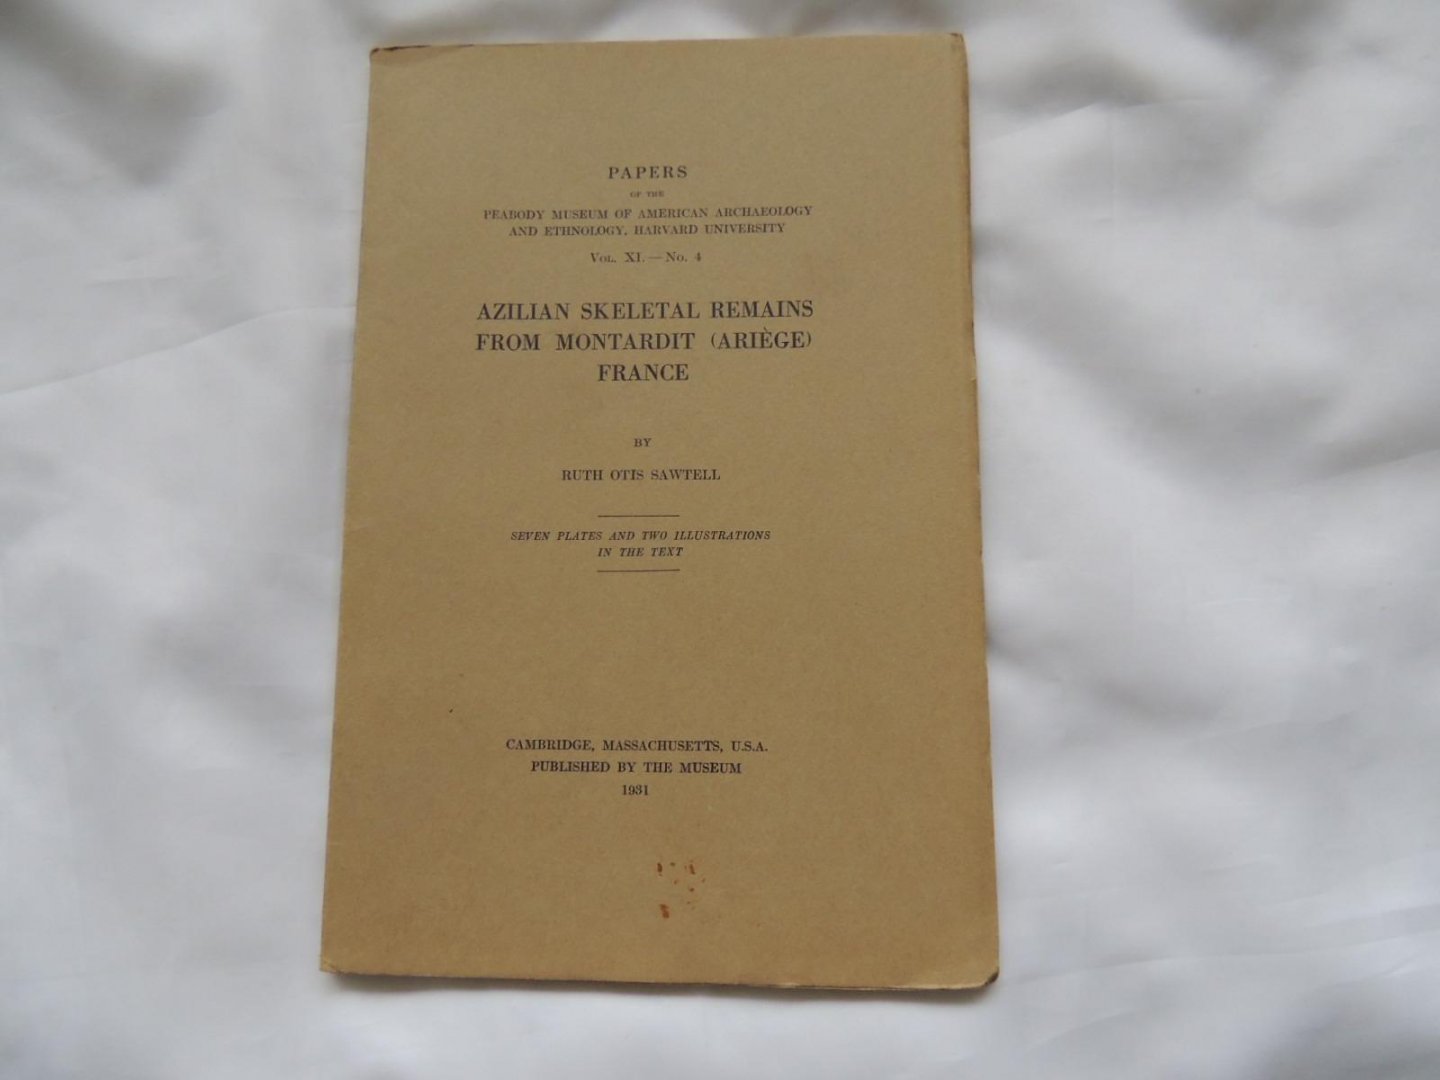 PAPERS
OF THE
PEABODY MUSEUM OF AMERICAN ARCHAEOLOGY
AND ETHNOLOGY, HARVARD UNIVERSITY
VOL. XI. — NO. 4
AZILIAN SKELETAL REMAINS
FROM MONTARDIT (ARIÈGE)
FRANCE
BY
RUTH OTIS SAWTELL
SEVEN PLATES AND TWO ILLUSTRATIONS
IN THE TEXT
CAMBRIDGE, MASSACHUSETTS, U.S.A.
PUBLISHED BY THE MUSEUM
1931